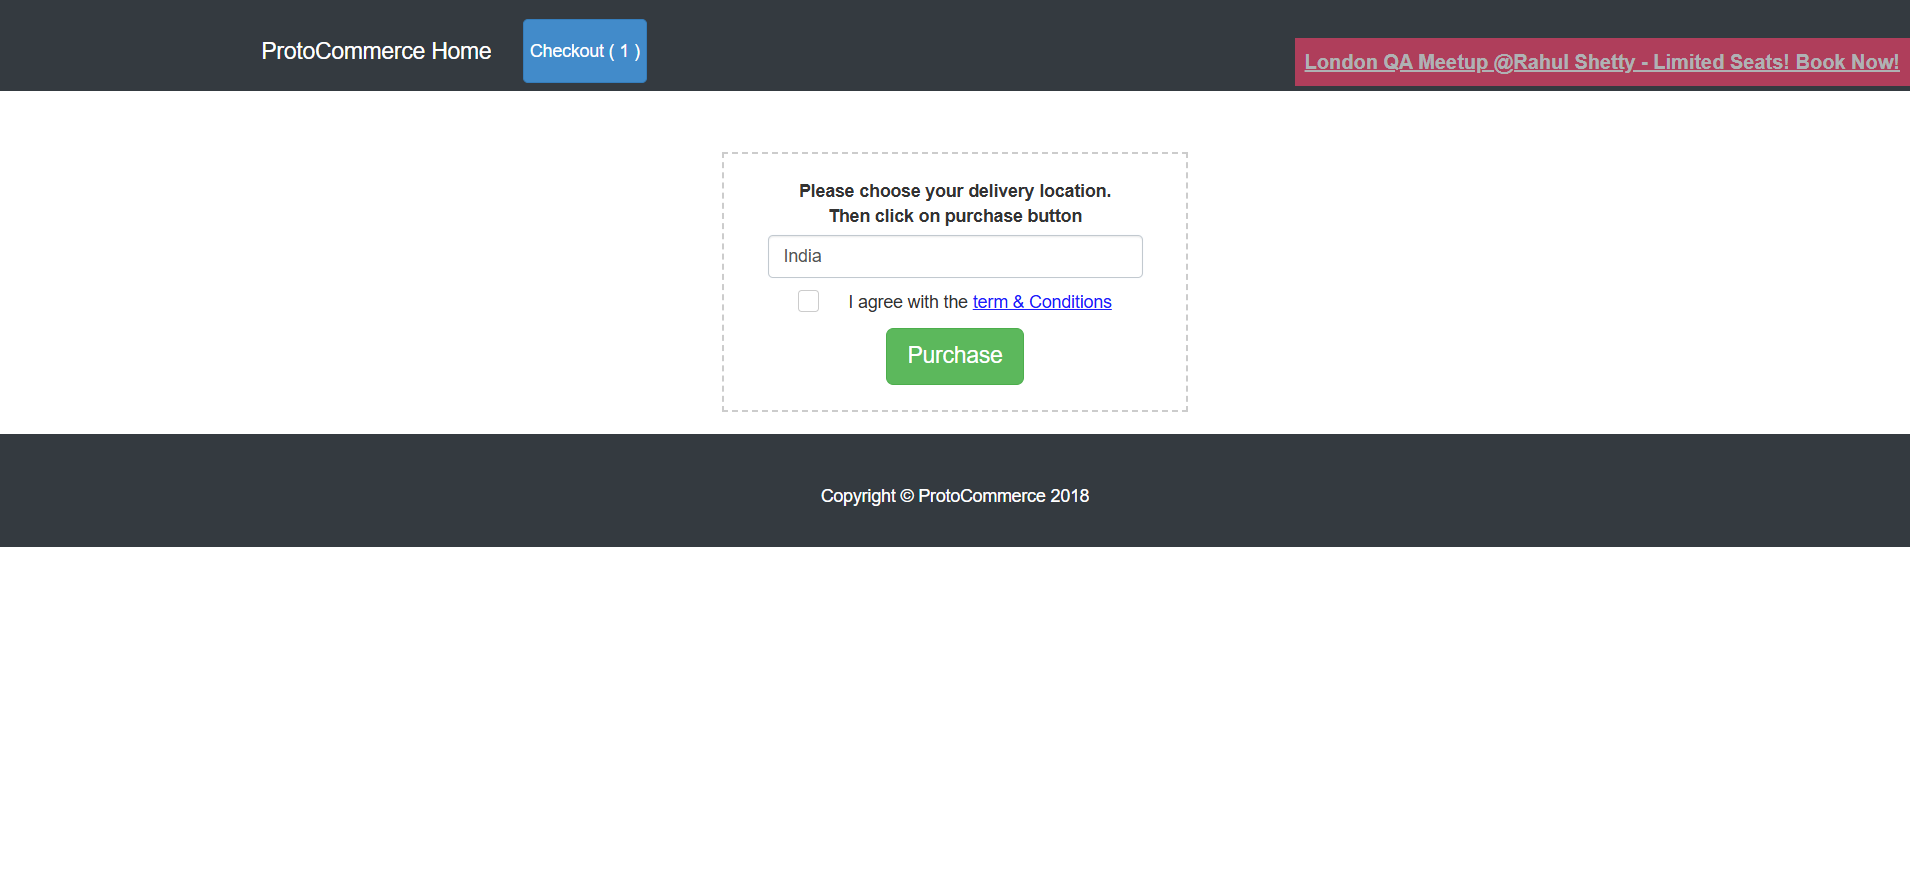 ProtoCommerce Home
Checkout ( 1 )
London QA Meetup @Rahul Shetty - Limited Seats! Book Now!
Please choose your delivery location.
Then click on purchase button
India
I agree with the term & Conditions
Purchase
Copyright © ProtoCommerce 2018